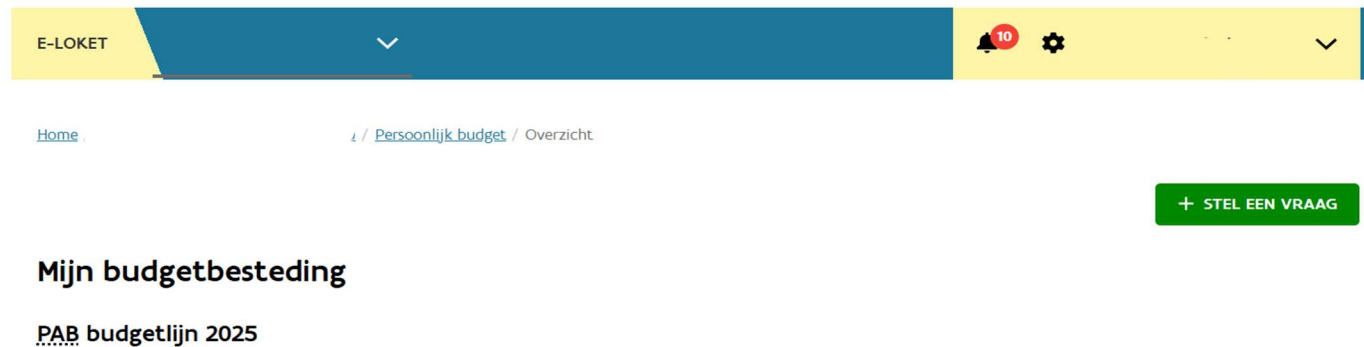 E-LOKET
10
Home / Persoonlijk budget / Overzicht
+ STEL EEN VRAAG
Mijn budgetbesteding
PAB budgetlijn 2025